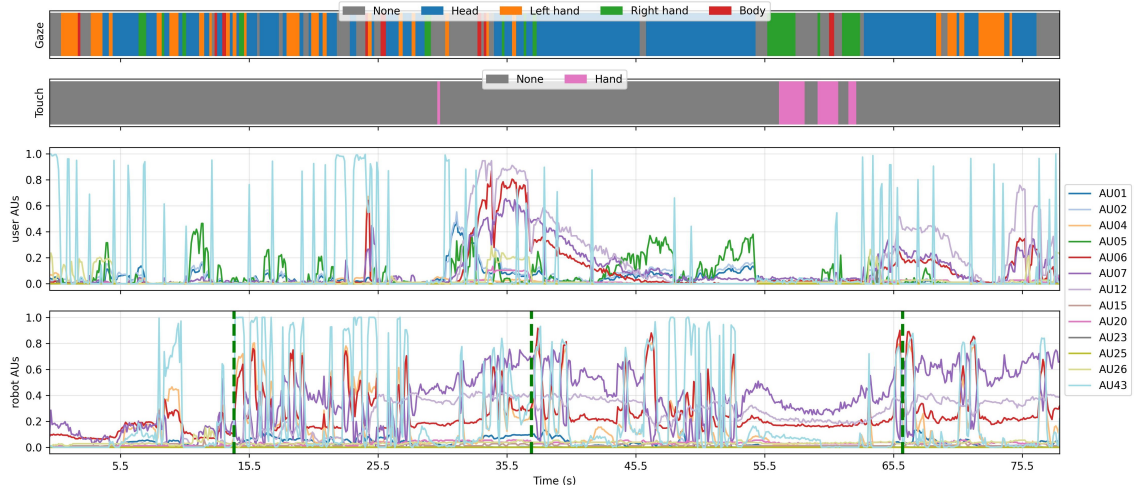 None Head Left hand Right hand Body
Gaze
None Hand
Touch
1.0
0.8
0.6
0.4
0.2
0.0
user AUs
1.0
0.8
0.6
0.4
0.2
0.0
robot AUs
5.5 15.5 25.5 35.5 45.5 55.5 65.5 75.5
Time (s)
AU01
AU02
AU04
AU05
AU06
AU07
AU12
AU15
AU20
AU23
AU25
AU26
AU43